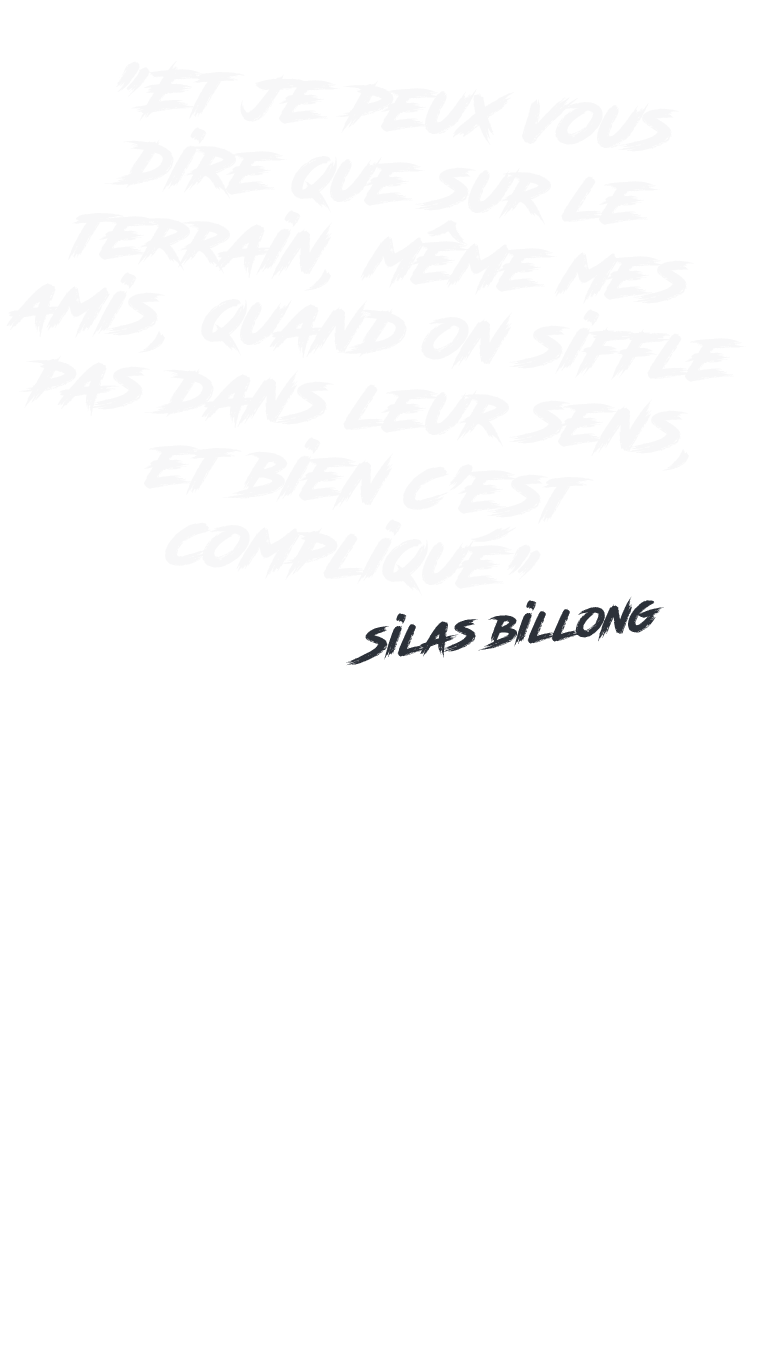 "ET JE PEUX VOUS
DIRE QUE SUR LE
TERRAIN, MÊME MES
AMIS, QUAND ON SIFFLE
PAS DANS LEUR SENS,
ET BIEN C'EST
COMPLIQUÉ"
SILAS BILLONG